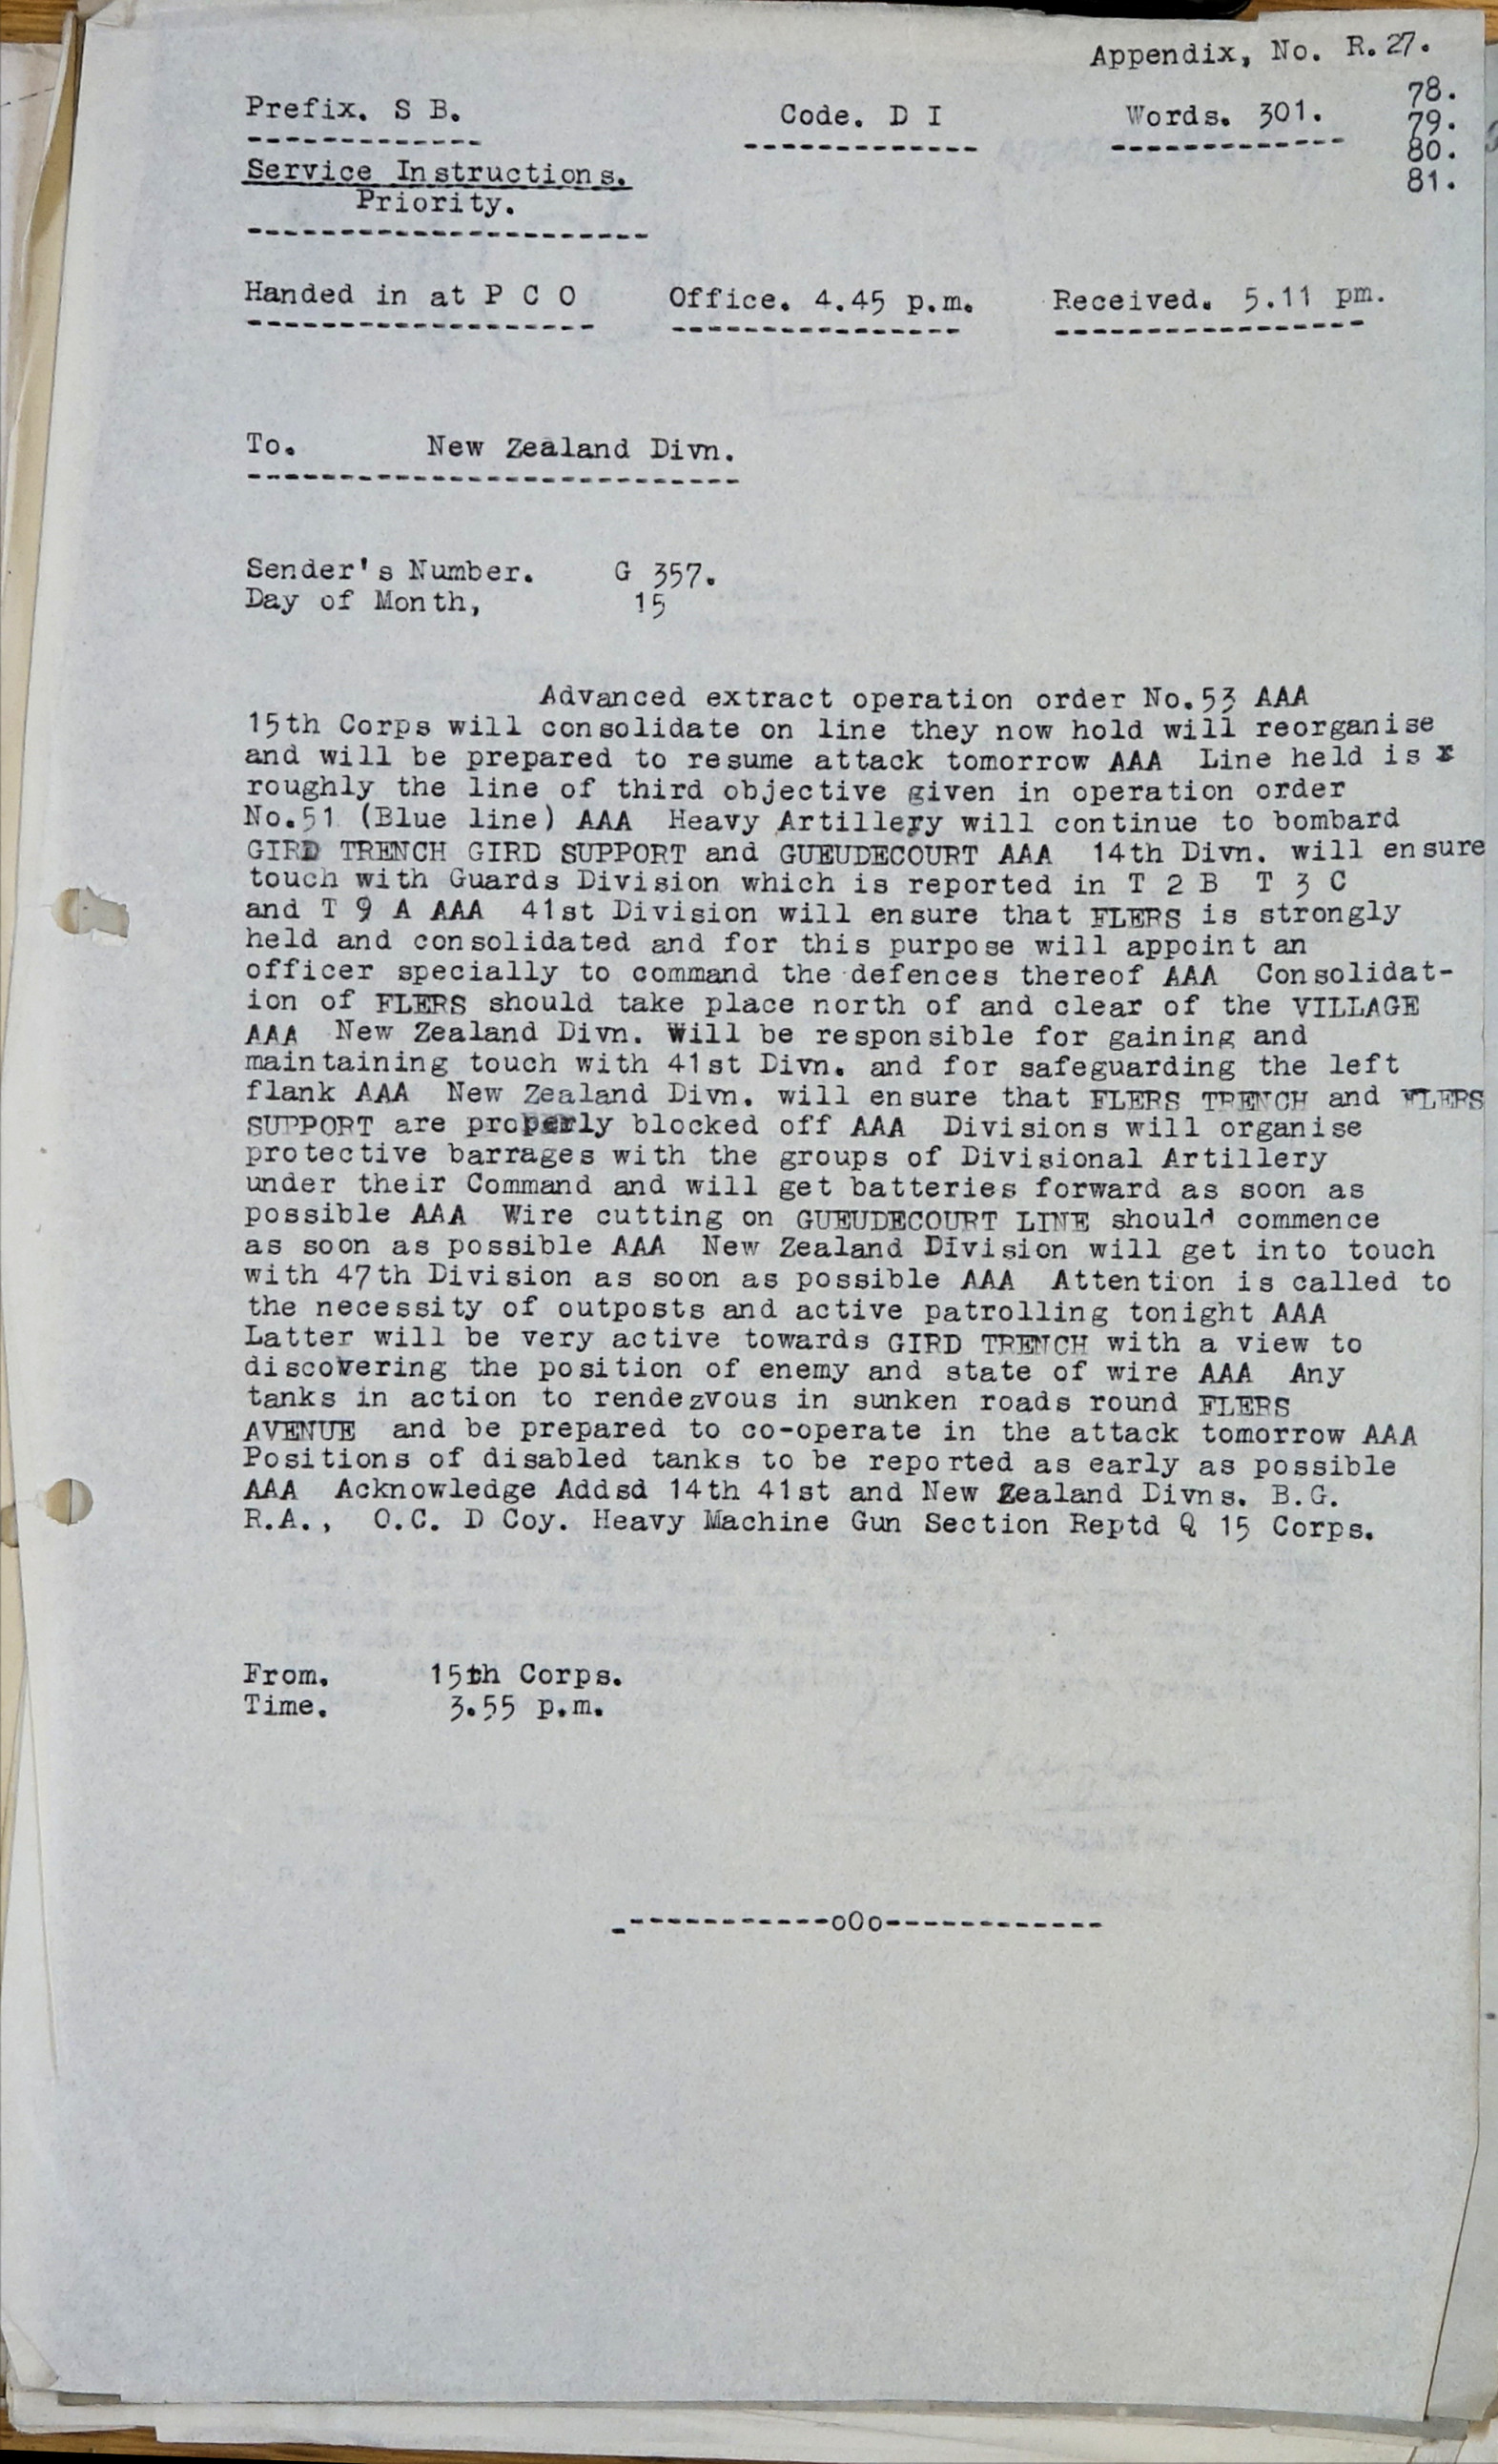 Appendix, No. R.27.
78.
79.
80.
81.
Prefix. S B. Code. D I Words. 301.
Service Instructions.
Priority.
Handed in at P C O Office. 4.45 p.m. Received. 5.11 pm.
To. New Zealand Divn.
Sender's Number. G 357.
Day of Month, 15
Advanced extract operation order No.53 AAA
15th Corps will consolidate on line they now hold will reorganise
and will be prepared to resume attack tomorrow AAA Line held is
roughly the line of third objective given in operation order
No.51 (Blue line) AAA Heavy Artillery will continue to bombard
GIRD TRENCH GIRD SUPPORT and GUEUDECOURT AAA 14th Divn. will ensure
touch with Guards Division which is reported in T 2 B T 3 C
and T 9 A AAA 41st Division will ensure that FLERS is strongly
held and consolidated and for this purpose will appoint an
officer specially to command the defences thereof AAA Consolidat-
ion of FLERS should take place north of and clear of the VILLAGE
AAA New Zealand Divn. Will be responsible for gaining and
maintaining touch with 41st Divn. and for safeguarding the left
flank AAA New Zealand Divn. will ensure that FLERS TRENCH and FLERS
SUPPORT are properly blocked off AAA Divisions will organise
protective barrages with the groups of Divisional Artillery
under their Command and will get batteries forward as soon as
possible AAA Wire cutting on GUEUDECOURT LINE should commence
as soon as possible AAA New Zealand DIvision will get into touch
with 47th Division as soon as possible AAA Attention is called to
the necessity of outposts and active patrolling tonight AAA
Latter will be very active towards GIRD TRENCH with a view to
discovering the position of enemy and state of wire AAA Any
tanks in action to rendezvous in sunken roads round FLERS
AVENUE and be prepared to co-operate in the attack tomorrow AAA
Positions of disabled tanks to be reported as early as possible
AAA Acknowledge Addsd 14th 41st and New Zealand Divns. B.G.
R.A., O.C. D Coy. Heavy Machine Gun Section Reptd Q 15 Corps.
From. 15th Corps.
Time. 3.55 p.m.
-------------oOo-------------